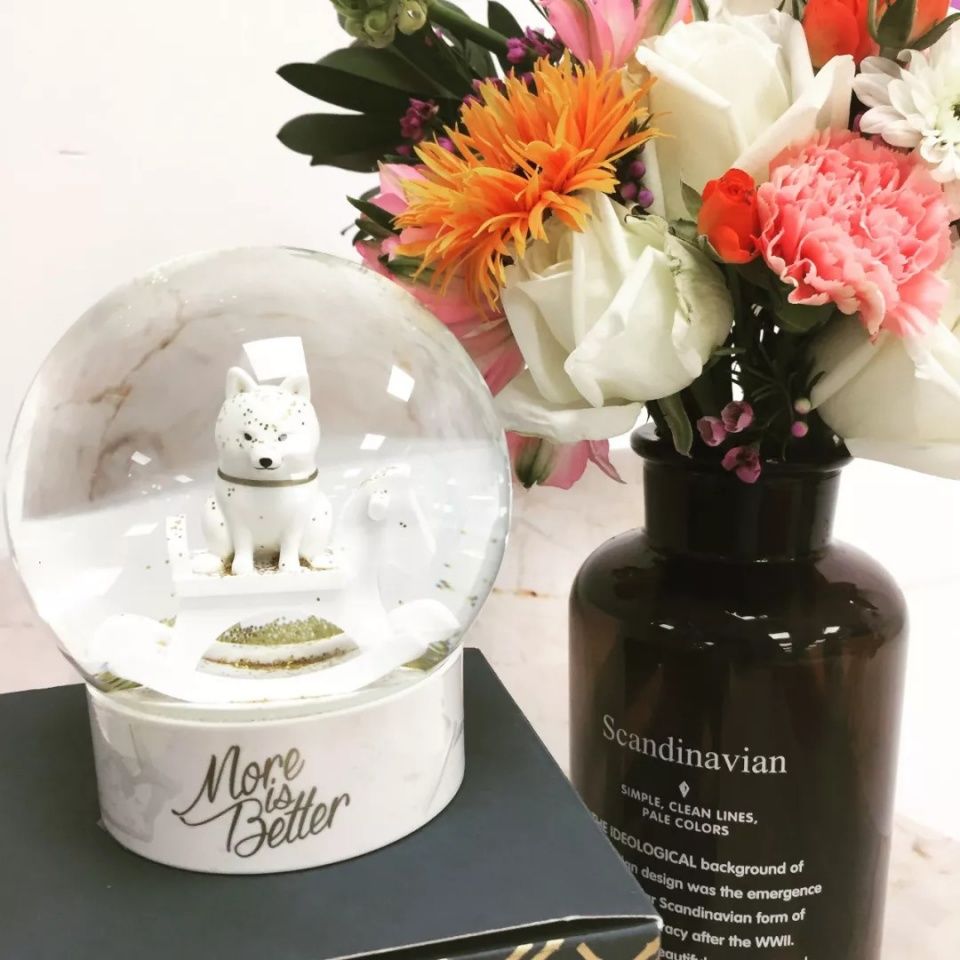 More
is
Better
Scandinavian
SIMPLE, CLEAN LINES,
PALE COLORS
IDEOLOGICAL background of
design was the emergence
Scandinavian form of
after the WWII.